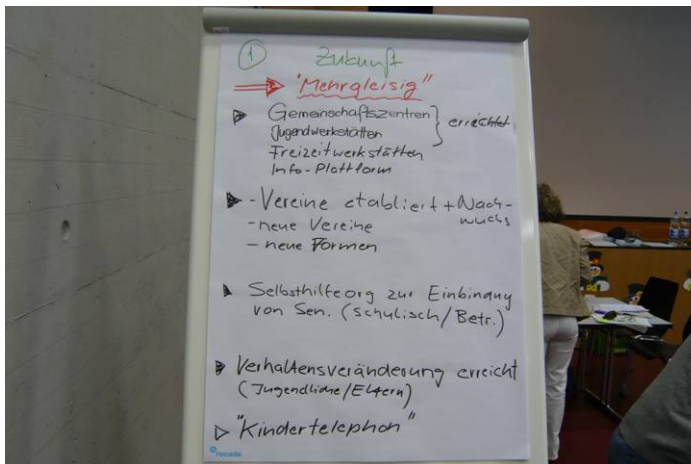 ① Zukunft
⇒ "Mehrgleisig"
Gemeinschaftszentren
Jugendwerkstätten } errichtet
Freizeitwerkstätten
Info-Plattform
- Vereine etabliert + Nach-
wuchs
- neue Vereine
- neue Formen
Selbsthilfeorg zur Einbindung
von Sen. (schulisch/Betr.)
Verhaltensveränderung erreicht
(Jugendliche/Eltern)
"Kindertelephon"
rocada